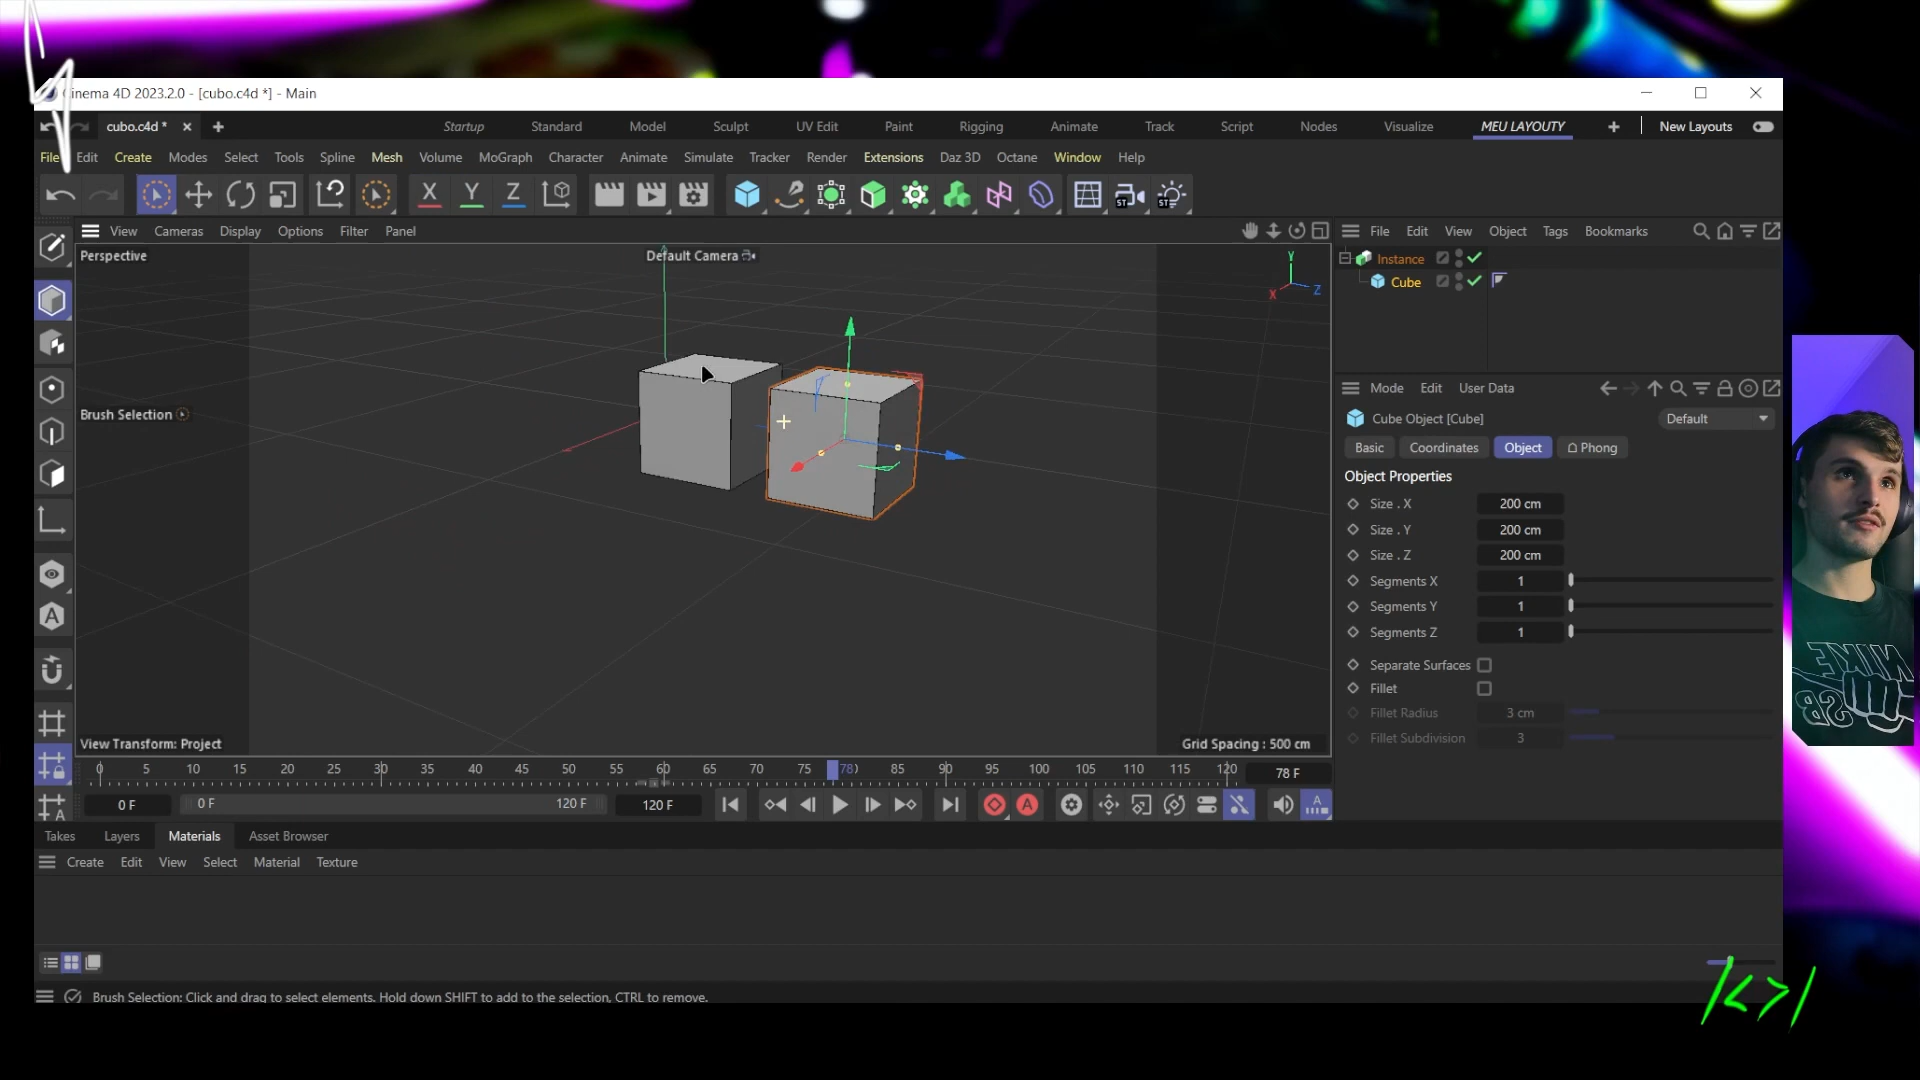 Cinema 4D 2023.2.0 - [cubo.c4d *] - Main
cubo.c4d * Startup Standard Model Sculpt UV Edit Paint Rigging Animate Track Script Nodes Visualize MEU LAYOUTY New Layouts
File Edit Create Modes Select Tools Spline Mesh Volume MoGraph Character Animate Simulate Tracker Render Extensions Daz 3D Octane Window Help
X Y Z ST ST
View Cameras Display Options Filter Panel
File Edit View Object Tags Bookmarks
Perspective
Default Camera
Y
X
Z
Instance
Cube
Brush Selection
Mode Edit User Data
Cube Object [Cube]
Default
Basic Coordinates Object Phong
Object Properties
Size . X 200 cm
Size . Y 200 cm
Size . Z 200 cm
Segments X 1
Segments Y 1
Segments Z 1
Separate Surfaces
Fillet
Fillet Radius 3 cm
Fillet Subdivision 3
View Transform: Project
Grid Spacing : 500 cm
0 5 10 15 20 25 30 35 40 45 50 55 60 65 70 75 78 85 90 95 100 105 110 115 120 78 F
0 F 0 F 120 F 120 F
Takes Layers Materials Asset Browser
Create Edit View Select Material Texture
Brush Selection: Click and drag to select elements. Hold down SHIFT to add to the selection, CTRL to remove.
NIKE
SB